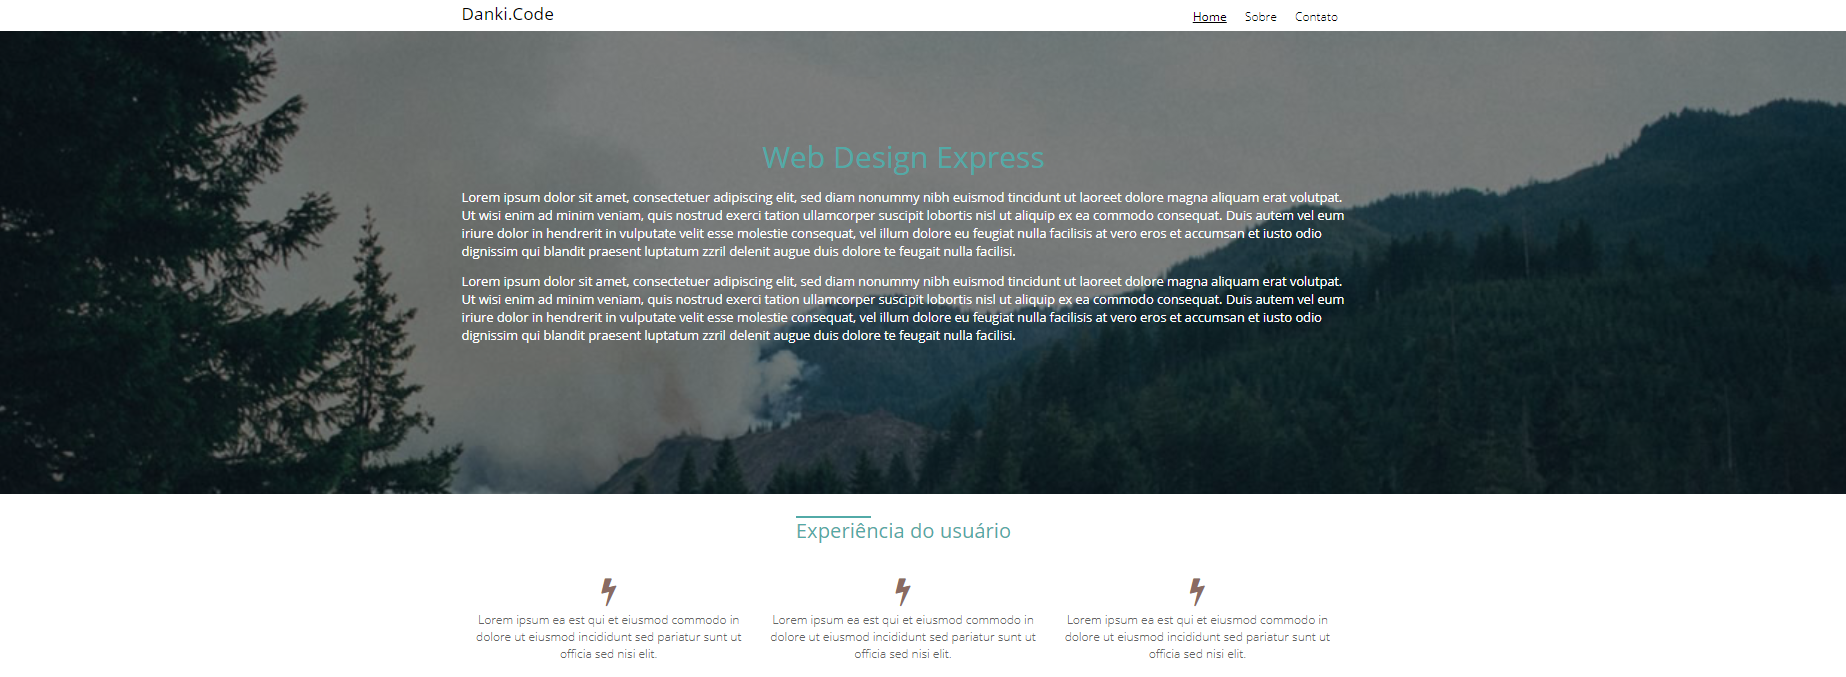 Danki.Code
Home Sobre Contato
Web Design Express
Lorem ipsum dolor sit amet, consectetuer adipiscing elit, sed diam nonummy nibh euismod tincidunt ut laoreet dolore magna aliquam erat volutpat.
Ut wisi enim ad minim veniam, quis nostrud exerci tation ullamcorper suscipit lobortis nisl ut aliquip ex ea commodo consequat. Duis autem vel eum
iriure dolor in hendrerit in vulputate velit esse molestie consequat, vel illum dolore eu feugiat nulla facilisis at vero eros et accumsan et iusto odio
dignissim qui blandit praesent luptatum zzril delenit augue duis dolore te feugait nulla facilisi.
Lorem ipsum dolor sit amet, consectetuer adipiscing elit, sed diam nonummy nibh euismod tincidunt ut laoreet dolore magna aliquam erat volutpat.
Ut wisi enim ad minim veniam, quis nostrud exerci tation ullamcorper suscipit lobortis nisl ut aliquip ex ea commodo consequat. Duis autem vel eum
iriure dolor in hendrerit in vulputate velit esse molestie consequat, vel illum dolore eu feugiat nulla facilisis at vero eros et accumsan et iusto odio
dignissim qui blandit praesent luptatum zzril delenit augue duis dolore te feugait nulla facilisi.
Experiência do usuário
Lorem ipsum ea est qui et eiusmod commodo in
dolore ut eiusmod incididunt sed pariatur sunt ut
officia sed nisi elit.
Lorem ipsum ea est qui et eiusmod commodo in
dolore ut eiusmod incididunt sed pariatur sunt ut
officia sed nisi elit.
Lorem ipsum ea est qui et eiusmod commodo in
dolore ut eiusmod incididunt sed pariatur sunt ut
officia sed nisi elit.